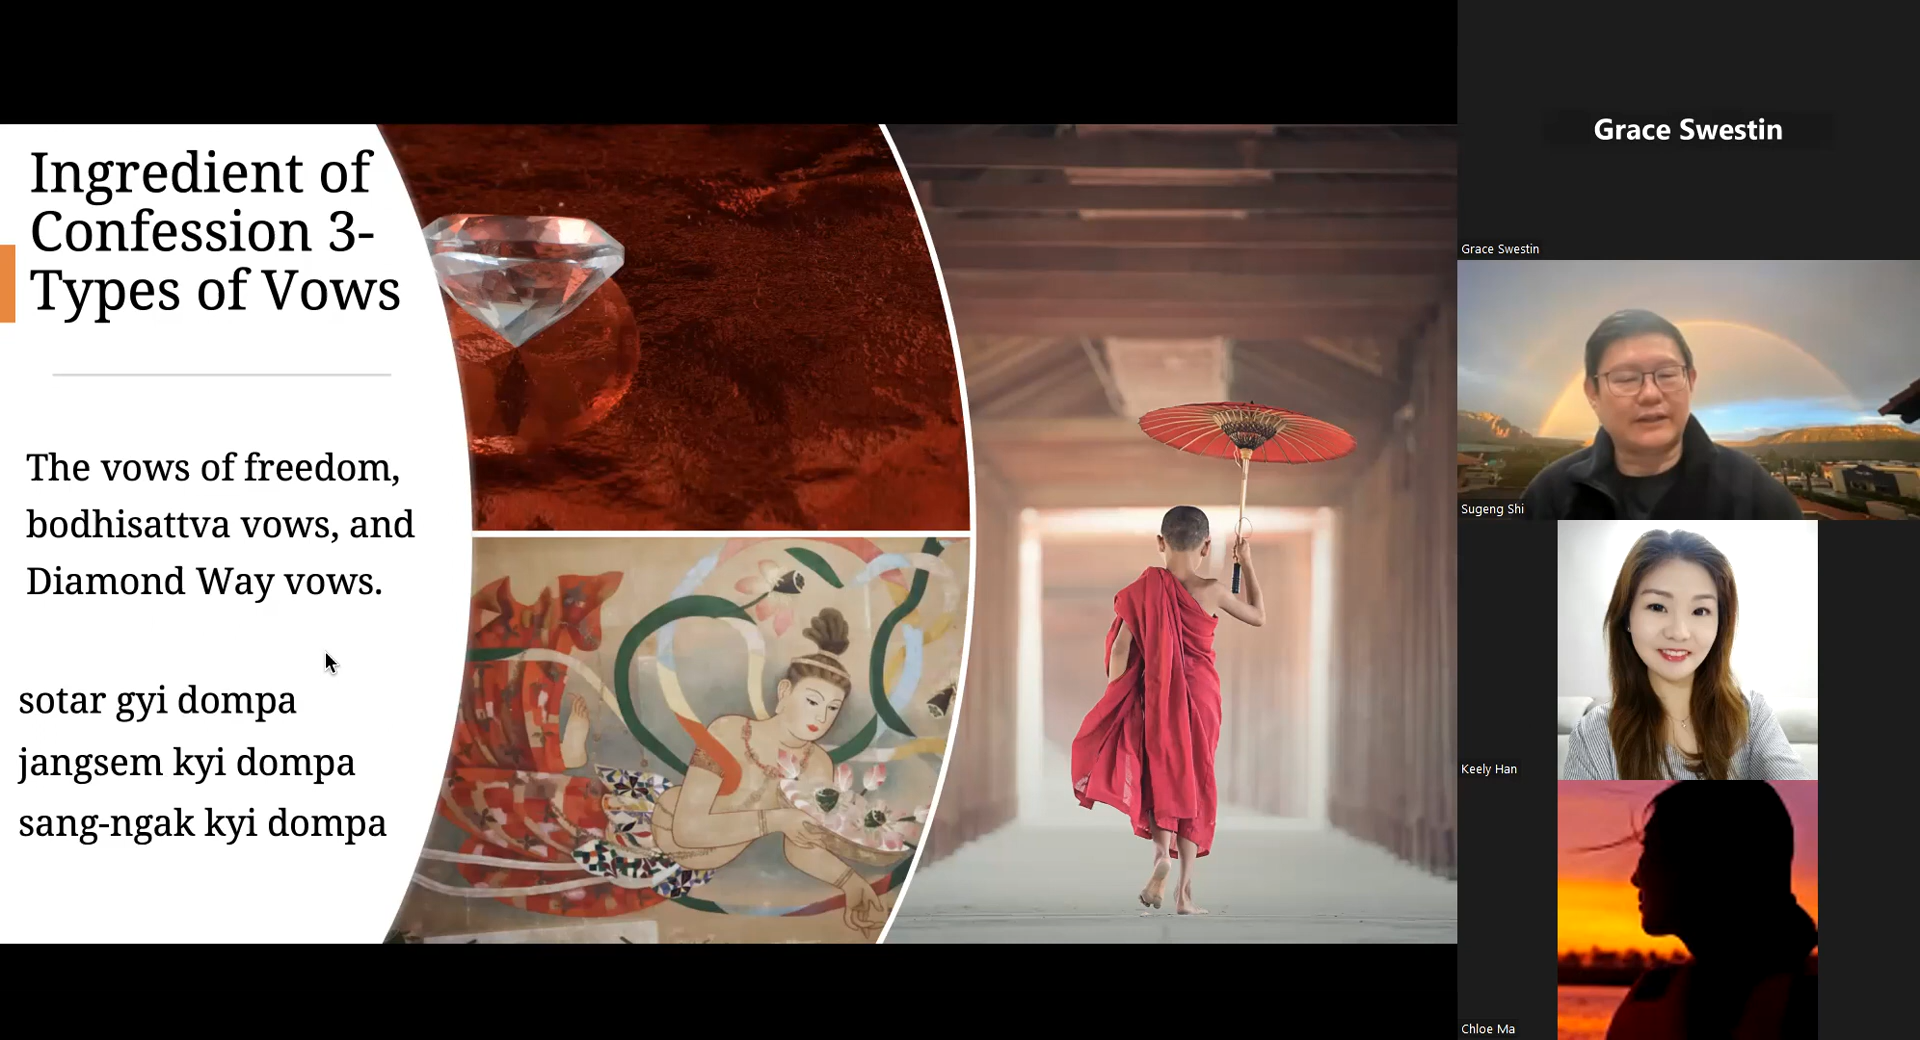 Ingredient of
Confession 3-
Types of Vows
The vows of freedom,
bodhisattva vows, and
Diamond Way vows.
sotar gyi dompa
jangsem kyi dompa
sang-ngak kyi dompa
Grace Swestin
Grace Swestin
Sugeng Shi
Keely Han
Chloe Ma